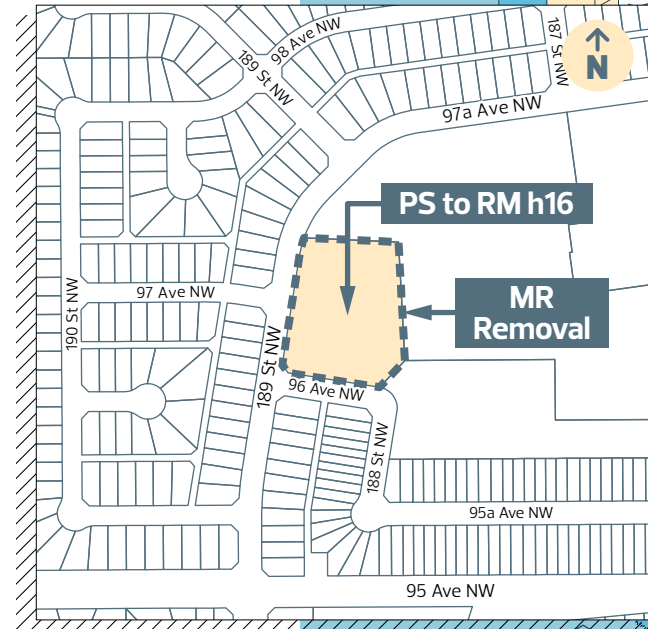 98 Ave NW
187 St NW
N
189 St NW
97a Ave NW
PS to RM h16
97 Ave NW
MR
Removal
190 St NW
189 St NW
96 Ave NW
188 St NW
95a Ave NW
95 Ave NW